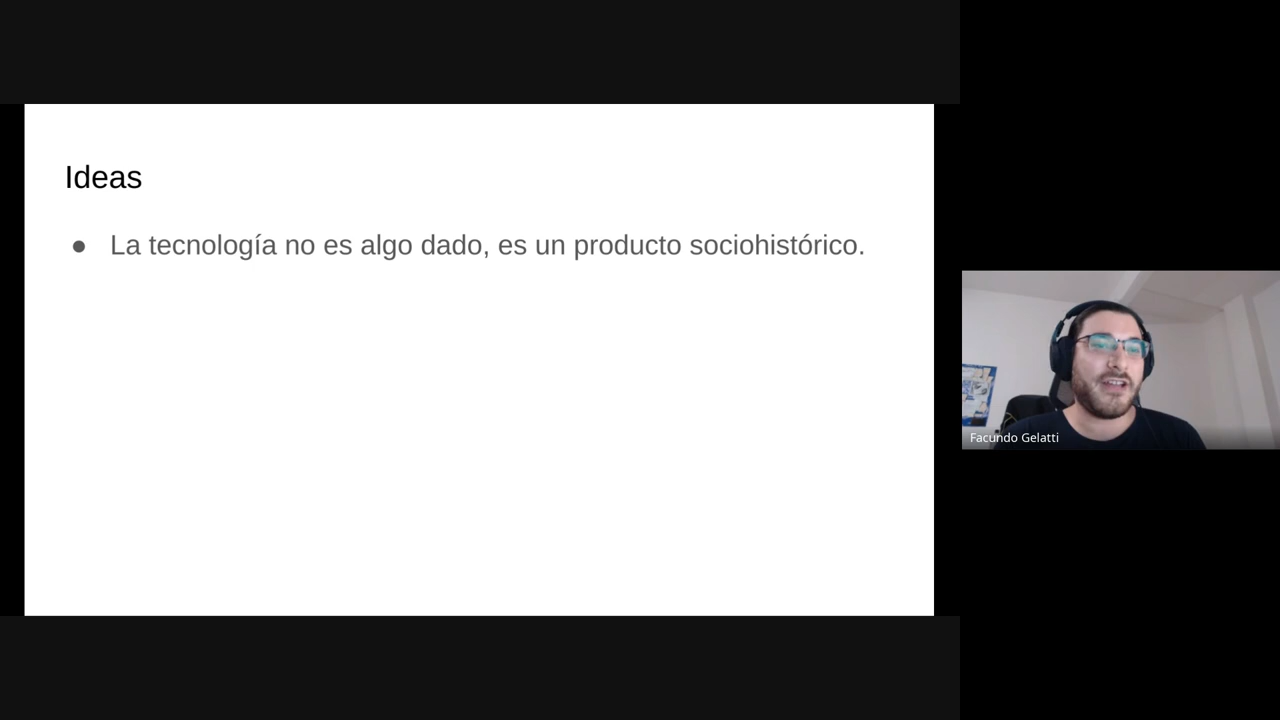 Ideas
● La tecnología no es algo dado, es un producto sociohistórico.
Facundo Gelatti